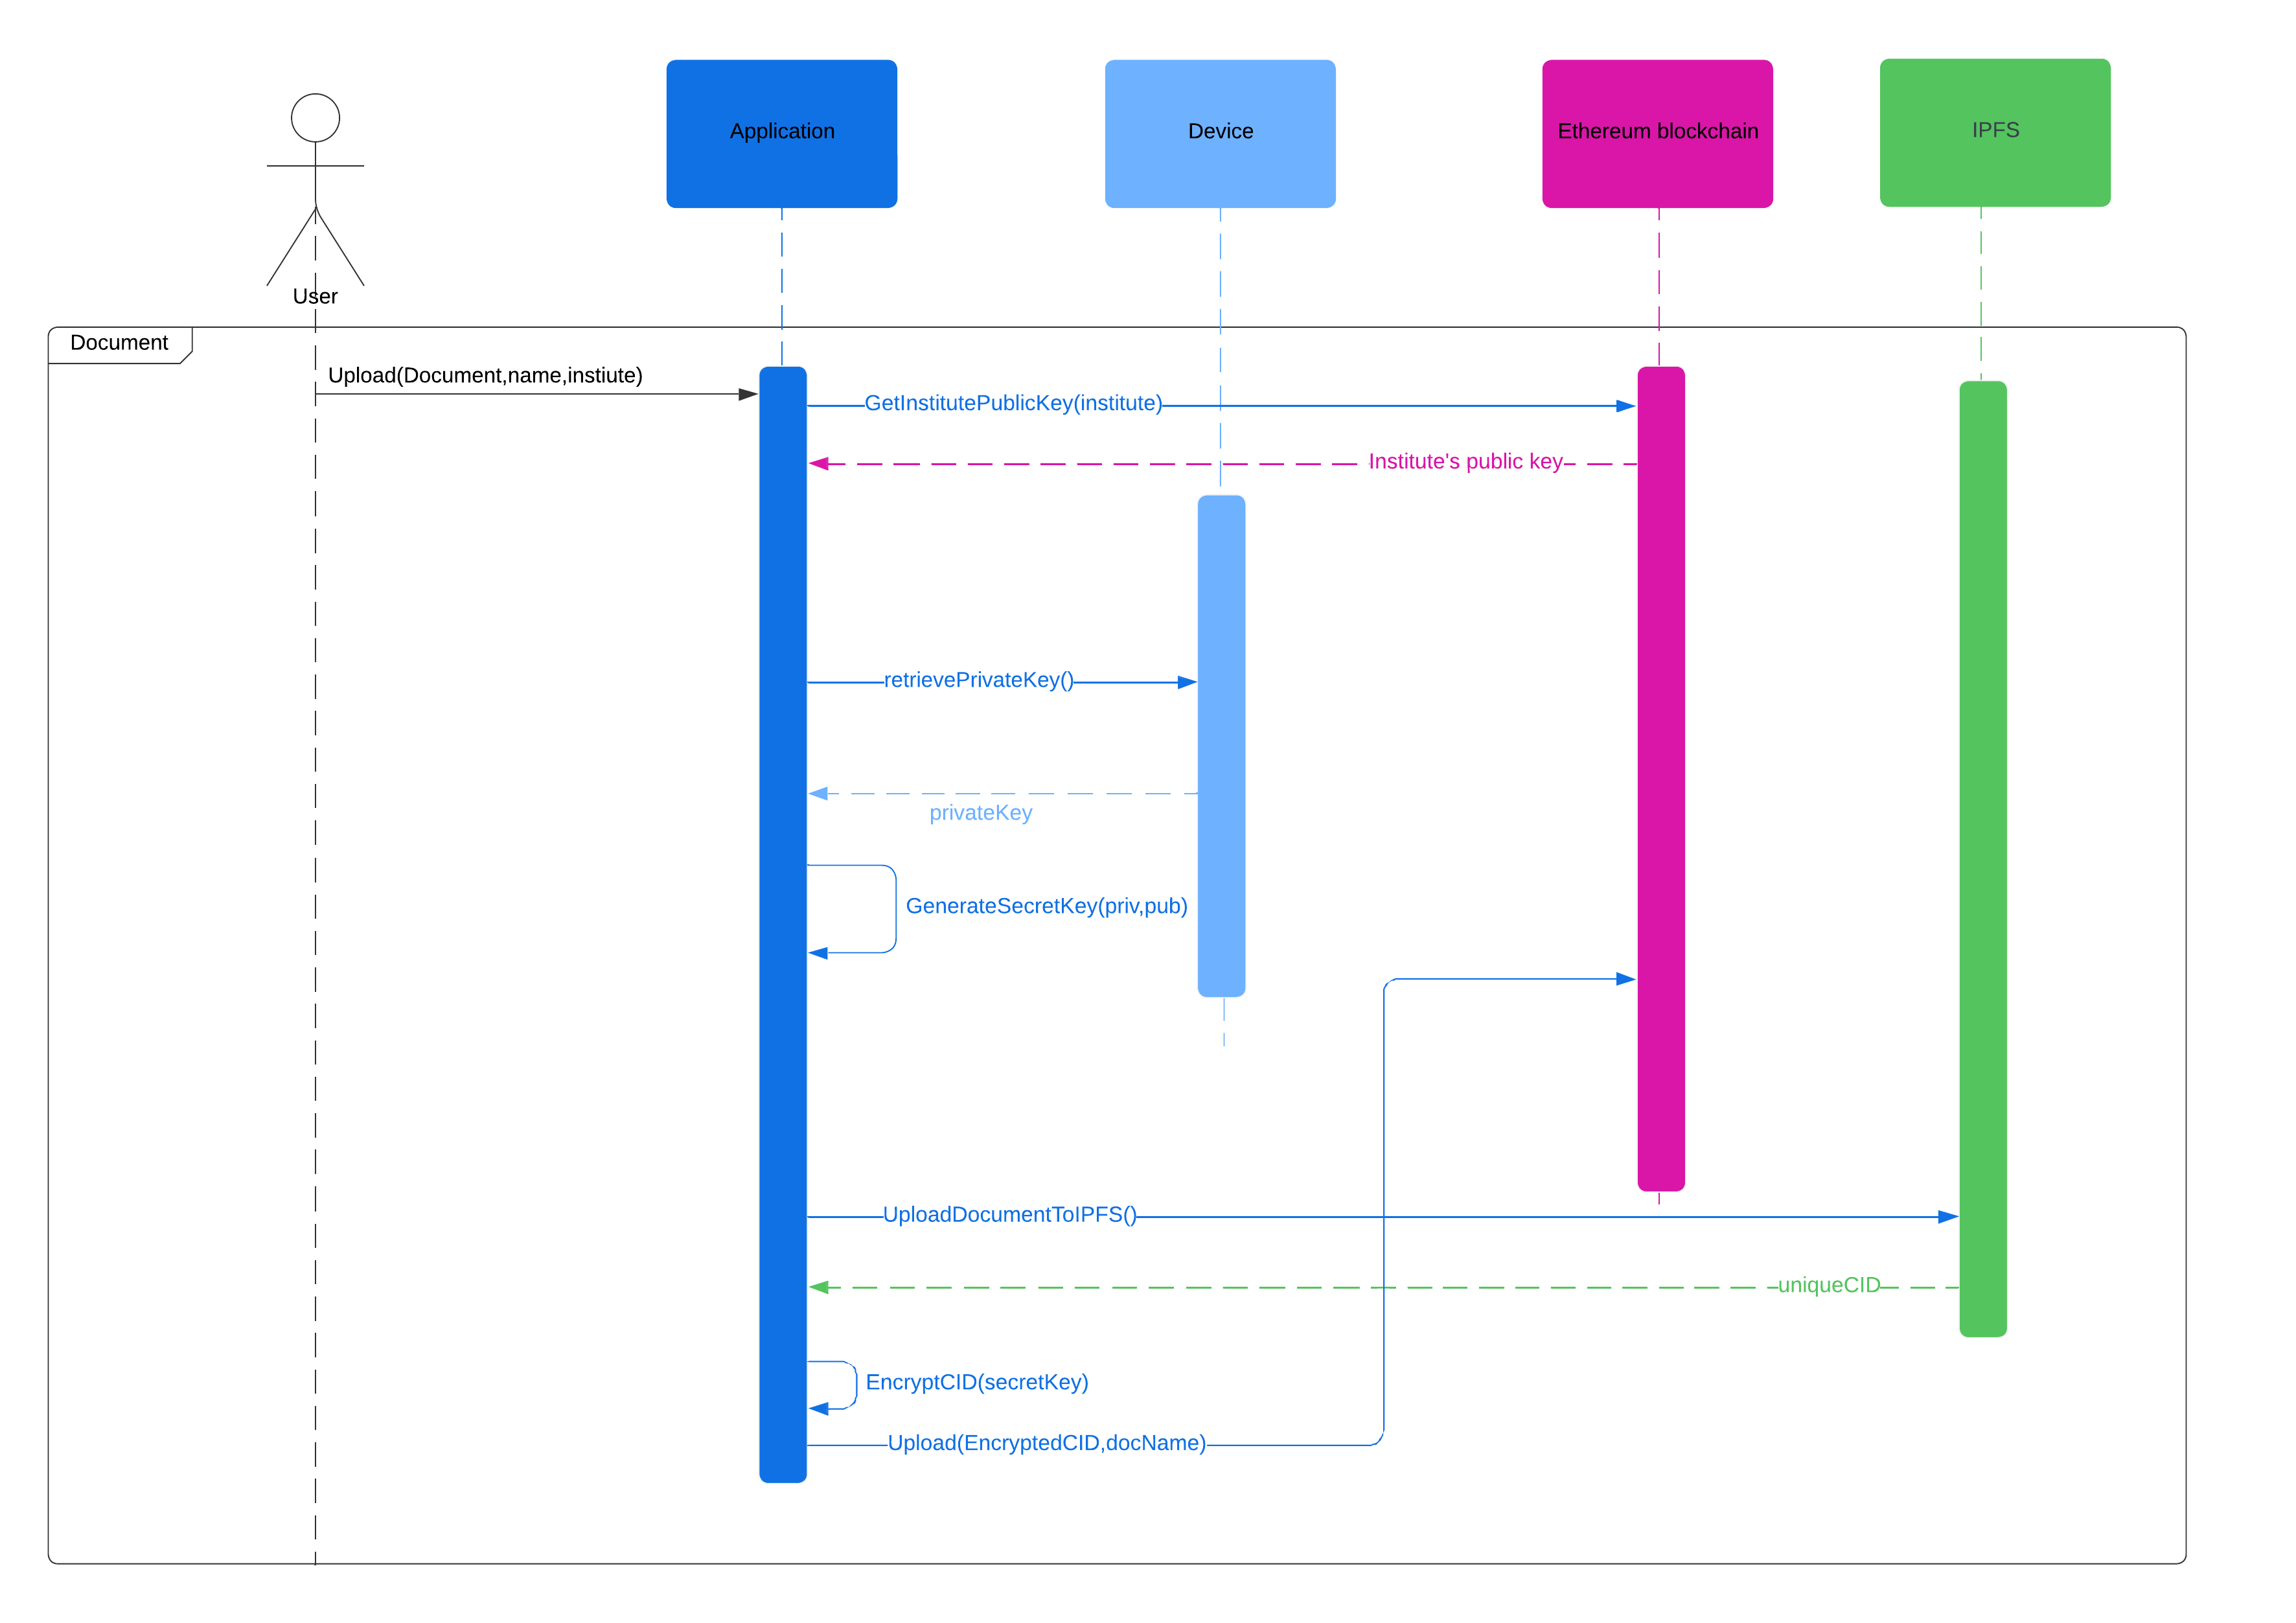 Application
Device
Ethereum blockchain
IPFS
User
Document
Upload(Document,name,instiute)
GetInstitutePublicKey(institute)
Institute's public key
retrievePrivateKey()
privateKey
GenerateSecretKey(priv,pub)
UploadDocumentToIPFS()
uniqueCID
EncryptCID(secretKey)
Upload(EncryptedCID,docName)